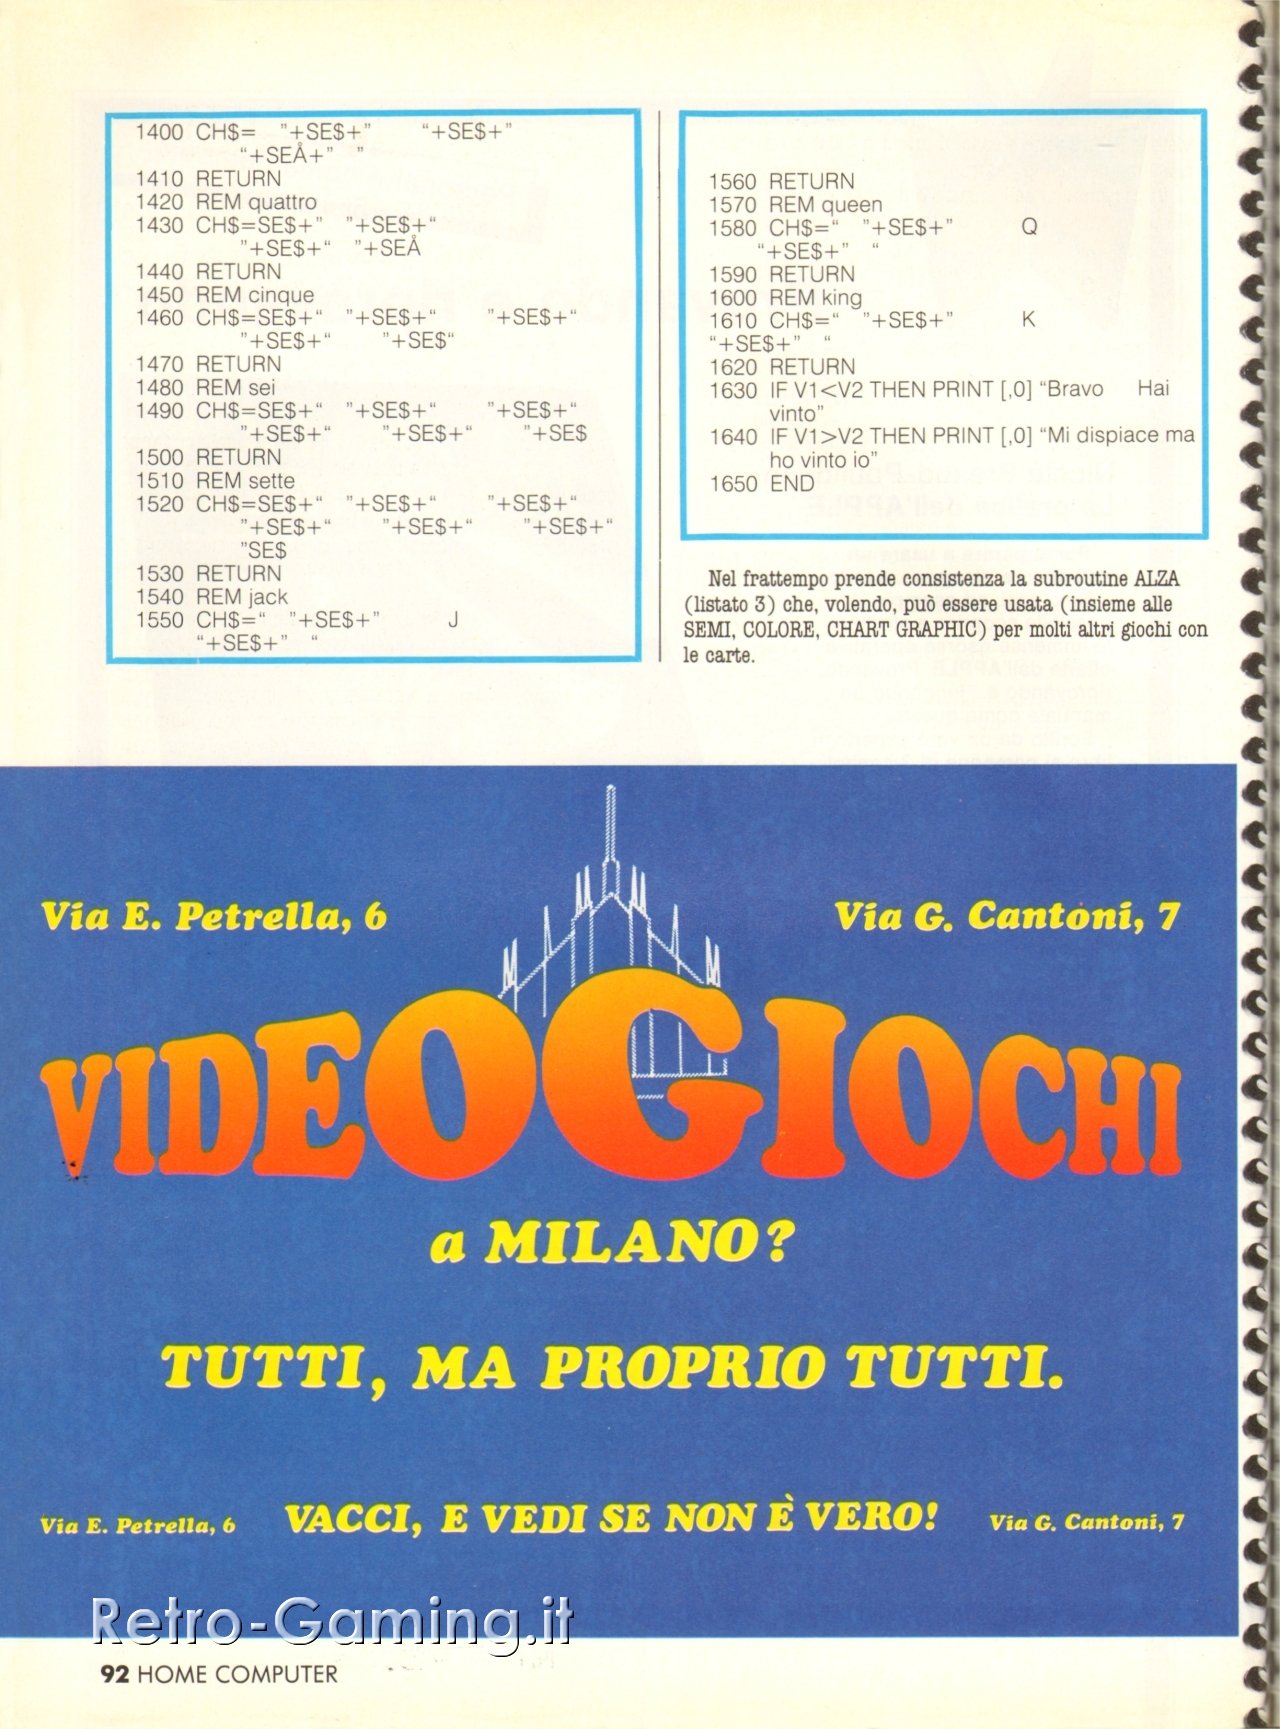 1400 CH$= "+SE$+" "+SE$+"
"+SEÅ+" "
1410 RETURN
1420 REM quattro
1430 CH$=SE$+" "+SE$+"
"+SE$+" "+SEÅ
1440 RETURN
1450 REM cinque
1460 CH$=SE$+" "+SE$+" "+SE$+"
"+SE$+" "+SE$"
1470 RETURN
1480 REM sei
1490 CH$=SE$+" "+SE$+" "+SE$+"
"+SE$+" "+SE$+" "+SE$
1500 RETURN
1510 REM sette
1520 CH$=SE$+" "+SE$+" "+SE$+"
"+SE$+" "+SE$+" "+SE$+"
"SE$
1530 RETURN
1540 REM jack
1550 CH$=" "+SE$+" J
"+SE$+" "
1560 RETURN
1570 REM queen
1580 CH$=" "+SE$+" Q
"+SE$+" "
1590 RETURN
1600 REM king
1610 CH$=" "+SE$+" K
"+SE$+" "
1620 RETURN
1630 IF V1<V2 THEN PRINT [,0] "Bravo Hai
vinto"
1640 IF V1>V2 THEN PRINT [,0] "Mi dispiace ma
ho vinto io"
1650 END
Nel frattempo prende consistenza la subroutine ALZA
(listato 3) che, volendo, può essere usata (insieme alle
SEMI, COLORE, CHART GRAPHIC) per molti altri giochi con
le carte.
Via E. Petrella, 6
Via G. Cantoni, 7
VIDEOGIOCHI
a MILANO?
TUTTI, MA PROPRIO TUTTI.
Via E. Petrella, 6
VACCI, E VEDI SE NON È VERO!
Via G. Cantoni, 7
Retro-Gaming.it
92 HOME COMPUTER